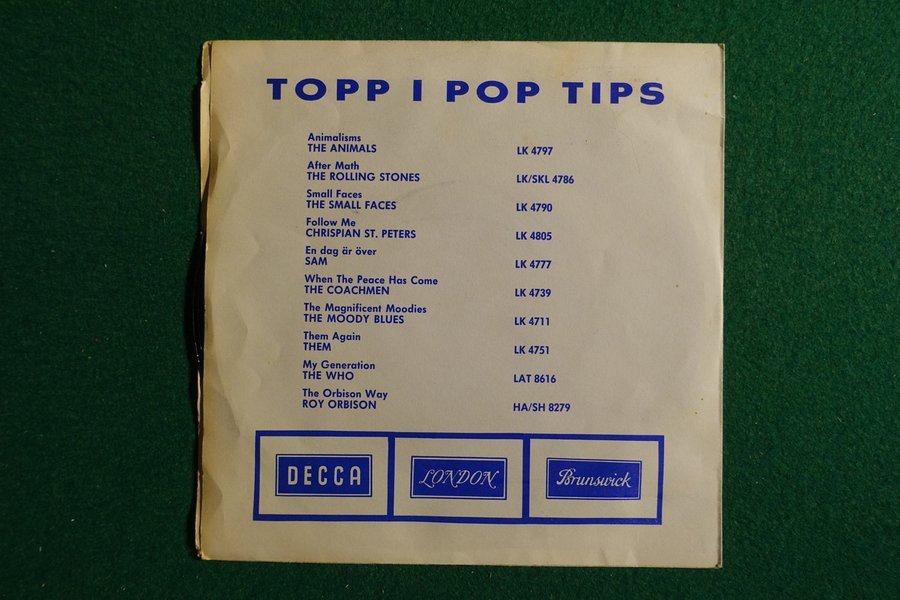 TOPP I POP TIPS
Animalisms
THE ANIMALS LK 4797
After Math
THE ROLLING STONES LK/SKL 4786
Small Faces
THE SMALL FACES LK 4790
Follow Me
CHRISPIAN ST. PETERS LK 4805
En dag är över
SAM LK 4777
When The Peace Has Come
THE COACHMEN LK 4739
The Magnificent Moodies
THE MOODY BLUES LK 4711
Them Again
THEM LK 4751
My Generation
THE WHO LAT 8616
The Orbison Way
ROY ORBISON HA/SH 8279
DECCA LONDON Brunswick